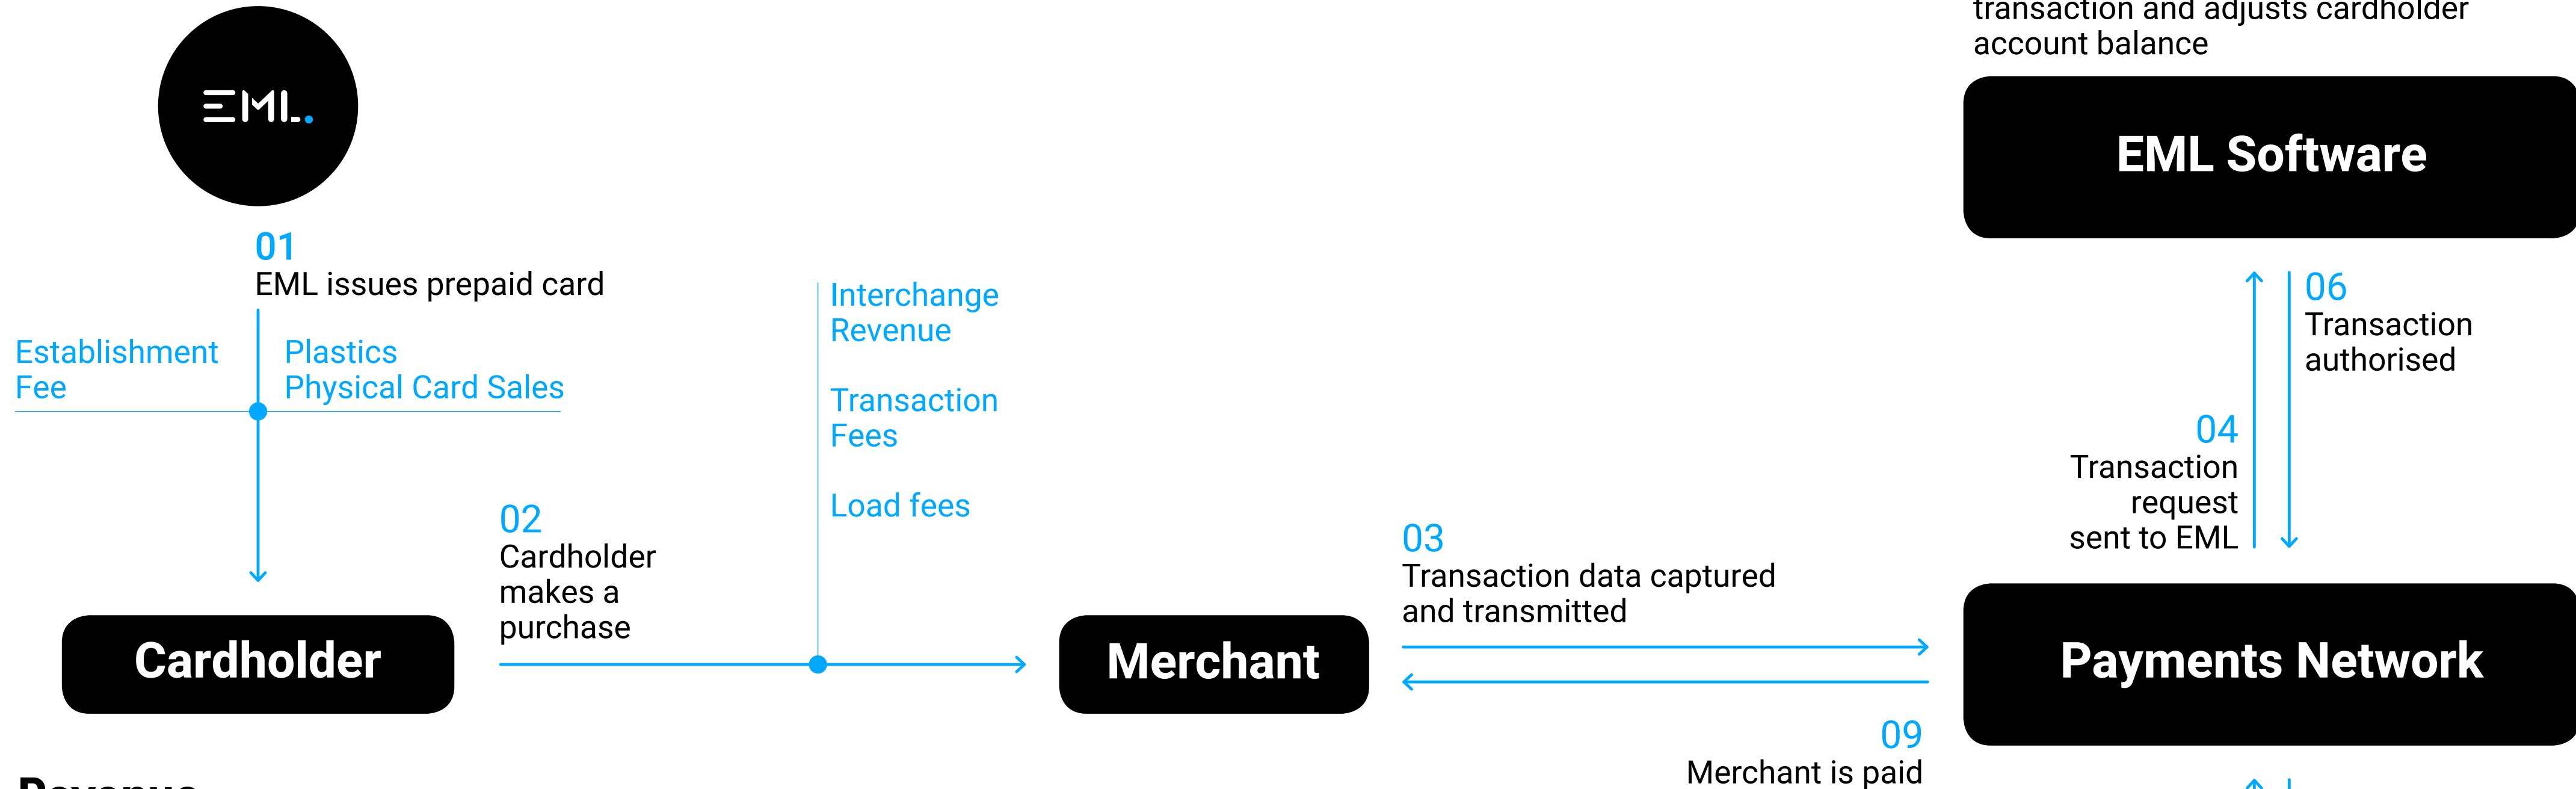 EML.
01
EML issues prepaid card
Establishment
Fee
Plastics
Physical Card Sales
Cardholder
02
Cardholder
makes a
purchase
Interchange
Revenue
Transaction
Fees
Load fees
Merchant
03
Transaction data captured
and transmitted
09
Merchant is paid
transaction and adjusts cardholder
account balance
EML Software
04
Transaction
request
sent to EML
06
Transaction
authorised
Payments Network
Revenue